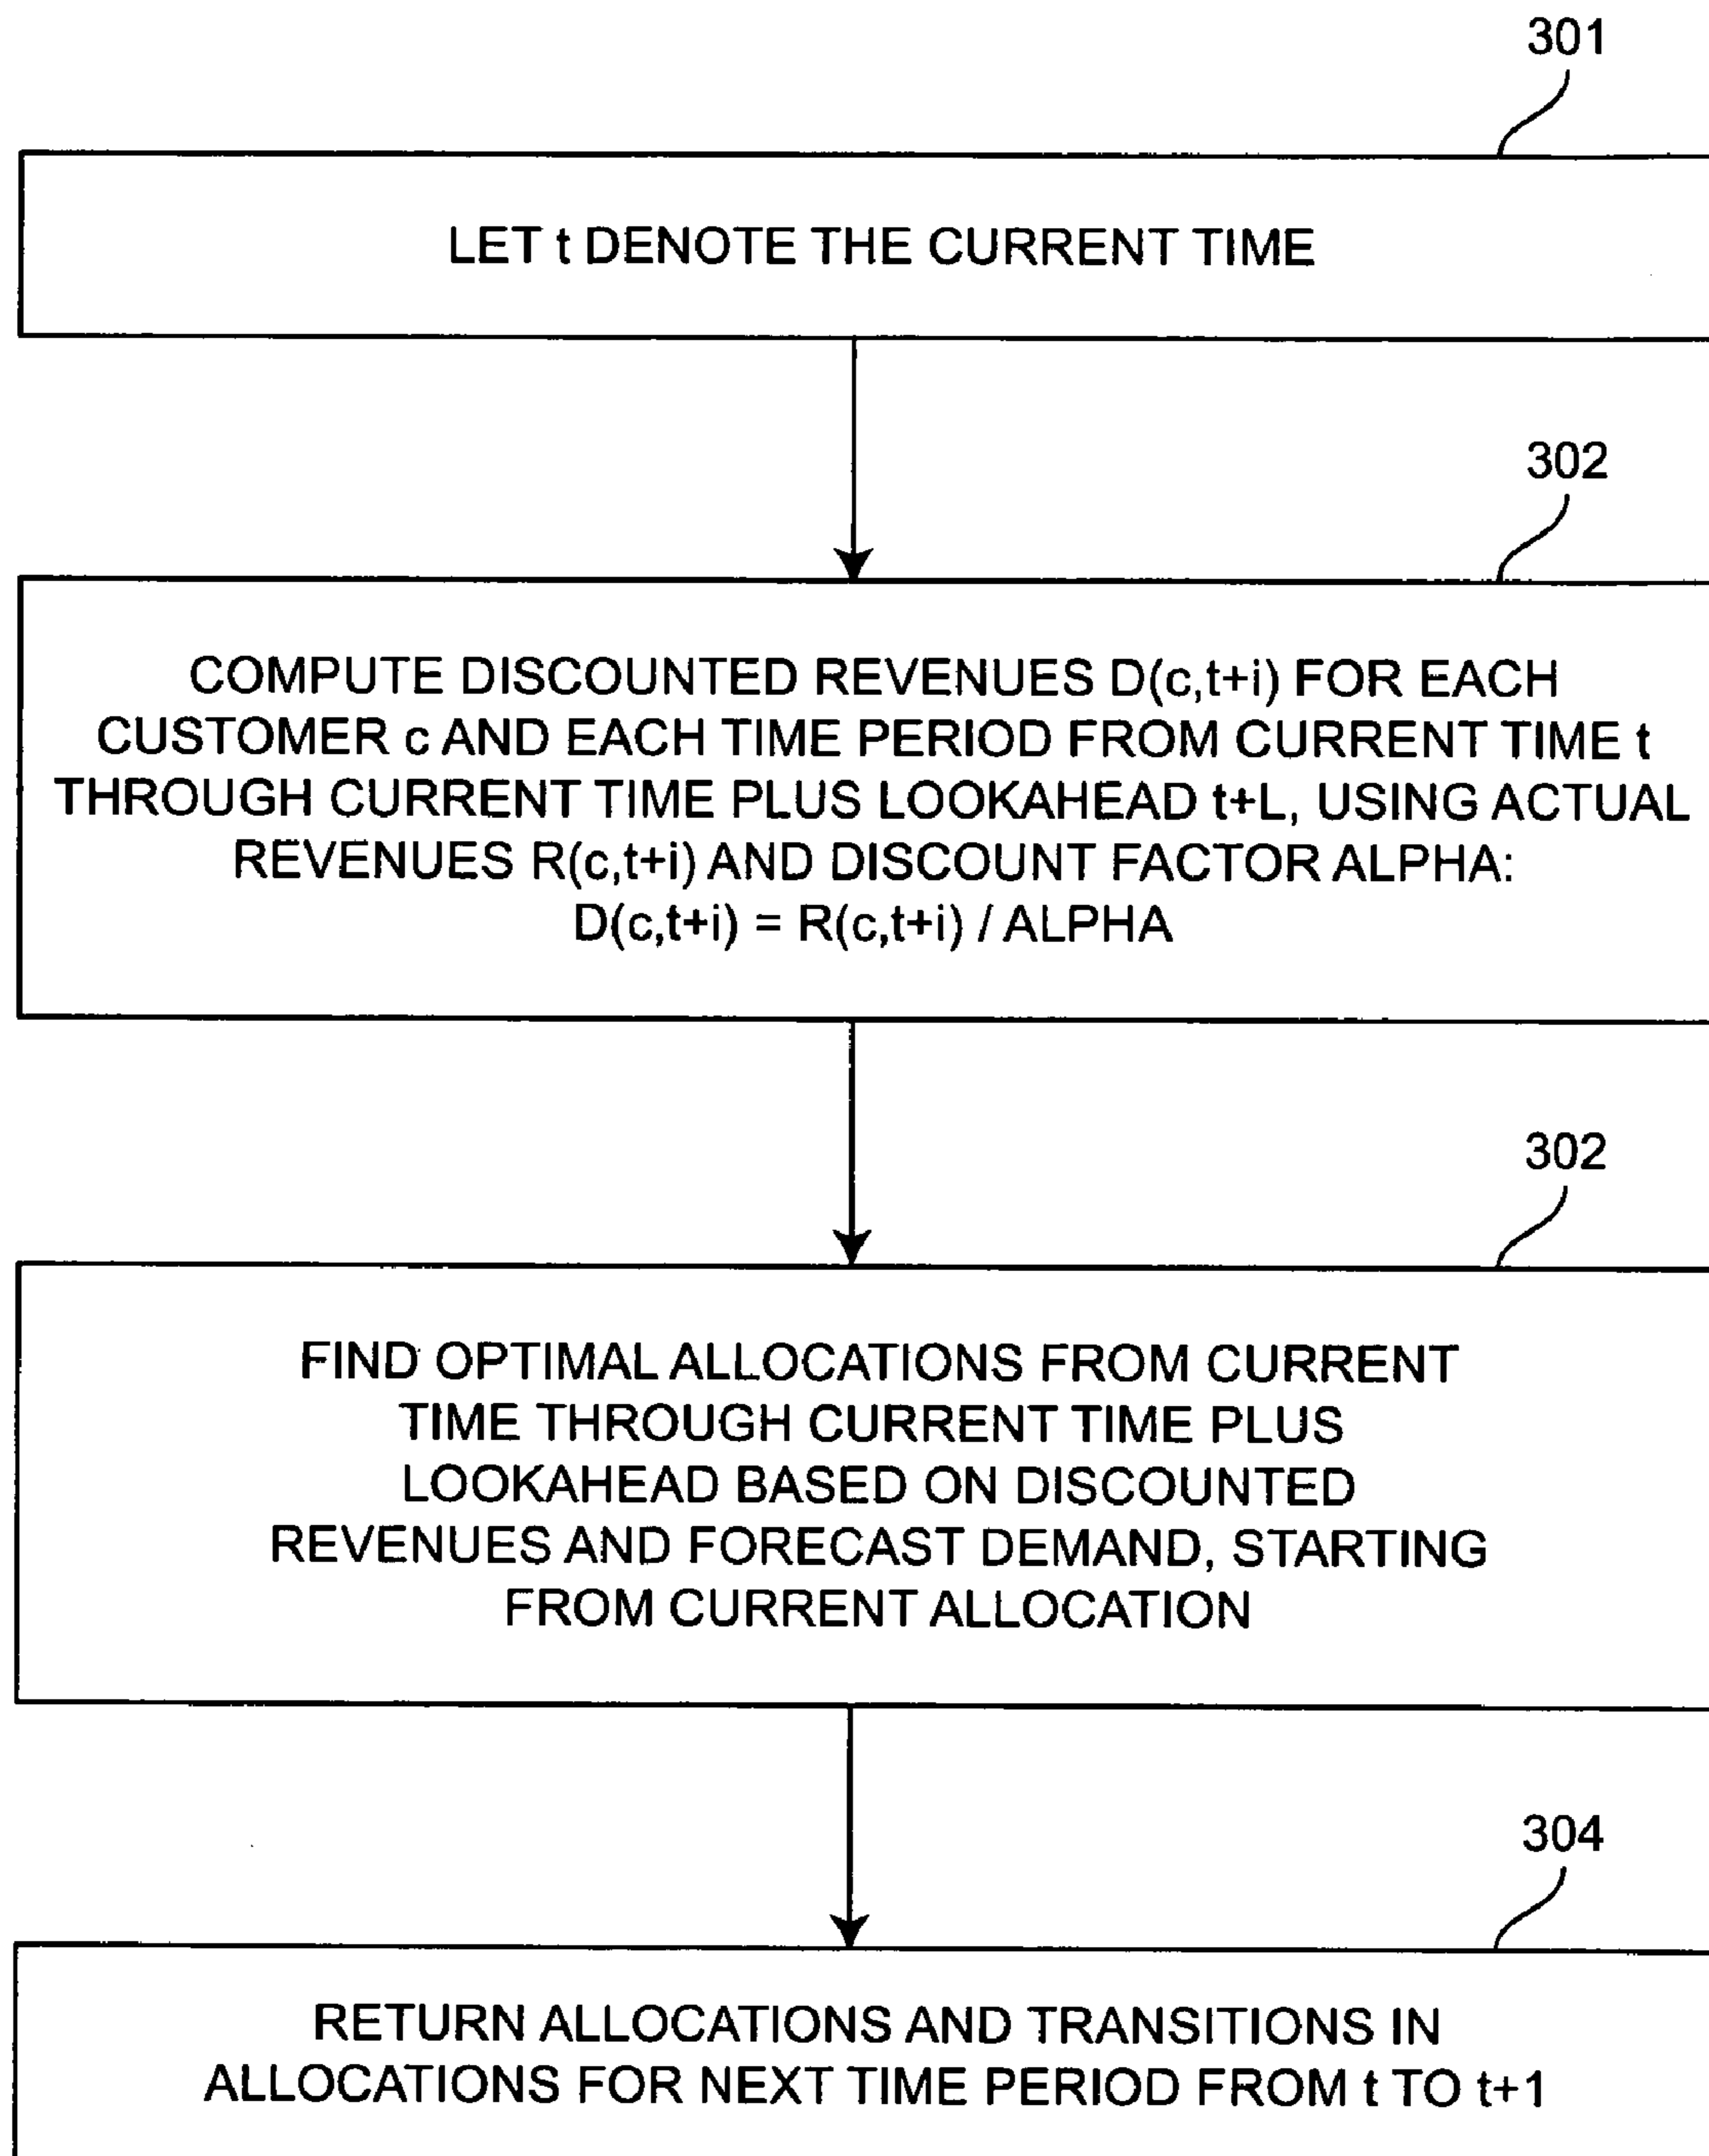 301
LET t DENOTE THE CURRENT TIME
302
COMPUTE DISCOUNTED REVENUES D(c,t+i) FOR EACH
CUSTOMER c AND EACH TIME PERIOD FROM CURRENT TIME t
THROUGH CURRENT TIME PLUS LOOKAHEAD t+L, USING ACTUAL
REVENUES R(c,t+i) AND DISCOUNT FACTOR ALPHA:
D(c,t+i) = R(c,t+i) / ALPHA
302
FIND OPTIMAL ALLOCATIONS FROM CURRENT
TIME THROUGH CURRENT TIME PLUS
LOOKAHEAD BASED ON DISCOUNTED
REVENUES AND FORECAST DEMAND, STARTING
FROM CURRENT ALLOCATION
304
RETURN ALLOCATIONS AND TRANSITIONS IN
ALLOCATIONS FOR NEXT TIME PERIOD FROM t TO t+1